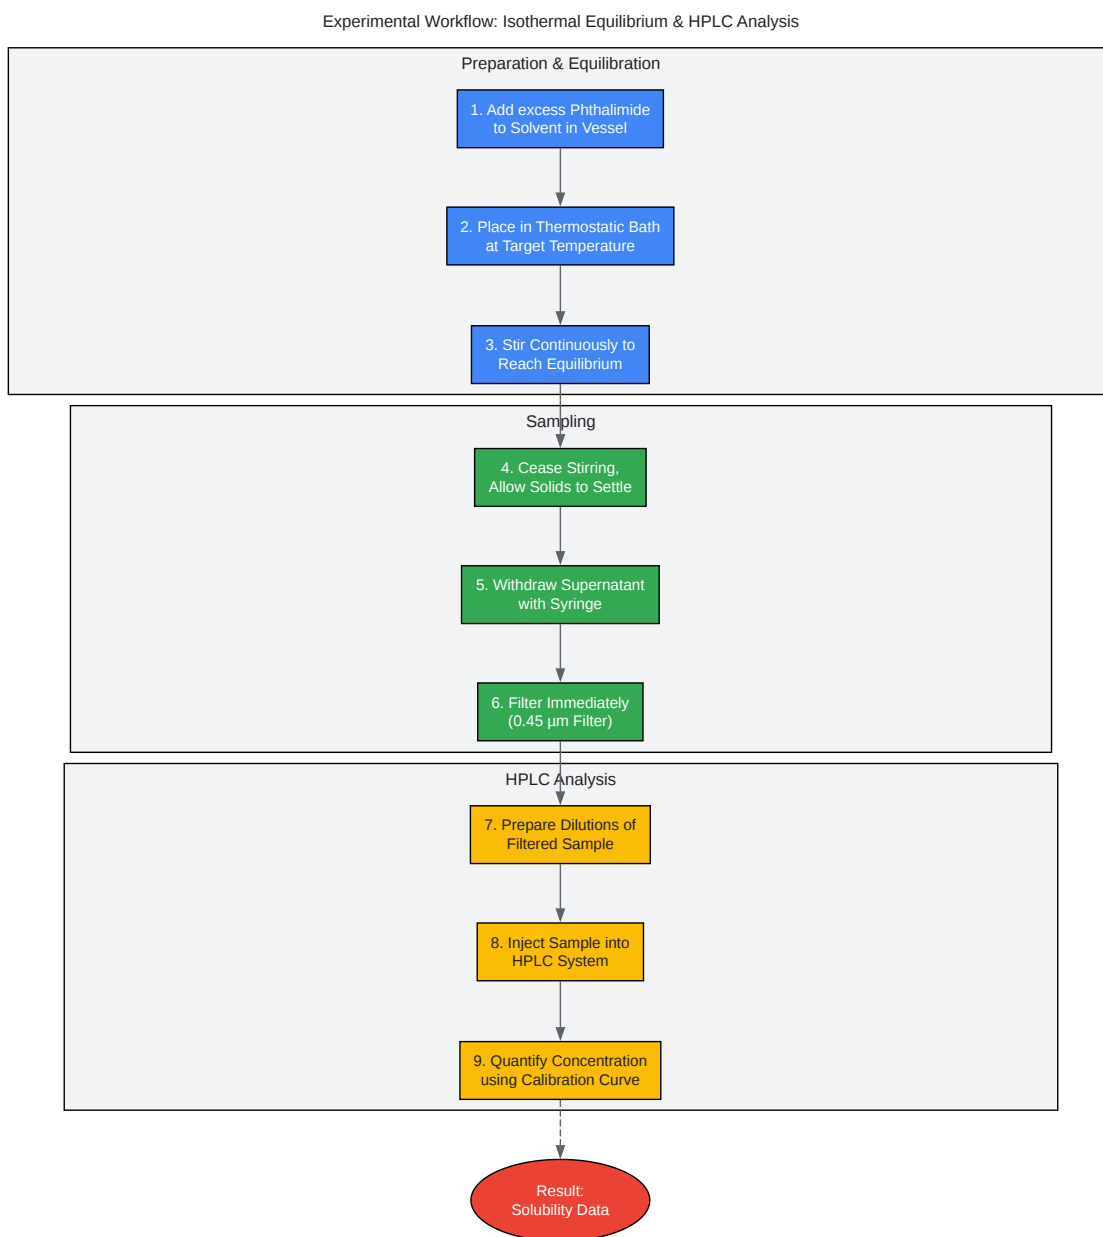 Experimental Workflow: Isothermal Equilibrium & HPLC Analysis
Preparation & Equilibration
1. Add excess Phthalimide
to Solvent in Vessel
2. Place in Thermostatic Bath
at Target Temperature
3. Stir Continuously to
Reach Equilibrium
Sampling
4. Cease Stirring,
Allow Solids to Settle
5. Withdraw Supernatant
with Syringe
6. Filter Immediately
(0.45 µm Filter)
HPLC Analysis
7. Prepare Dilutions of
Filtered Sample
8. Inject Sample into
HPLC System
9. Quantify Concentration
using Calibration Curve
Result:
Solubility Data